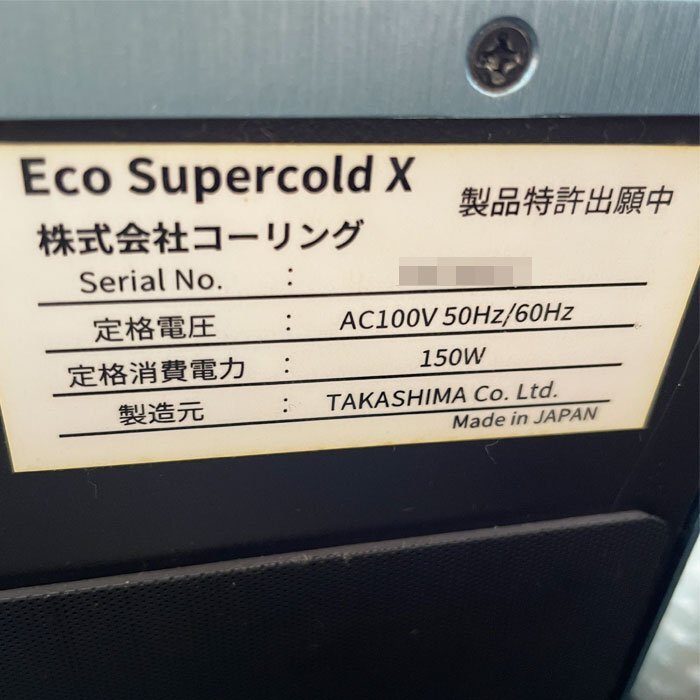 Eco Supercold X
製品特許出願中
株式会社コーリング
Serial No. :
定格電圧 : AC100V 50Hz/60Hz
定格消費電力 : 150W
製造元 : TAKASHIMA Co. Ltd.
Made in JAPAN